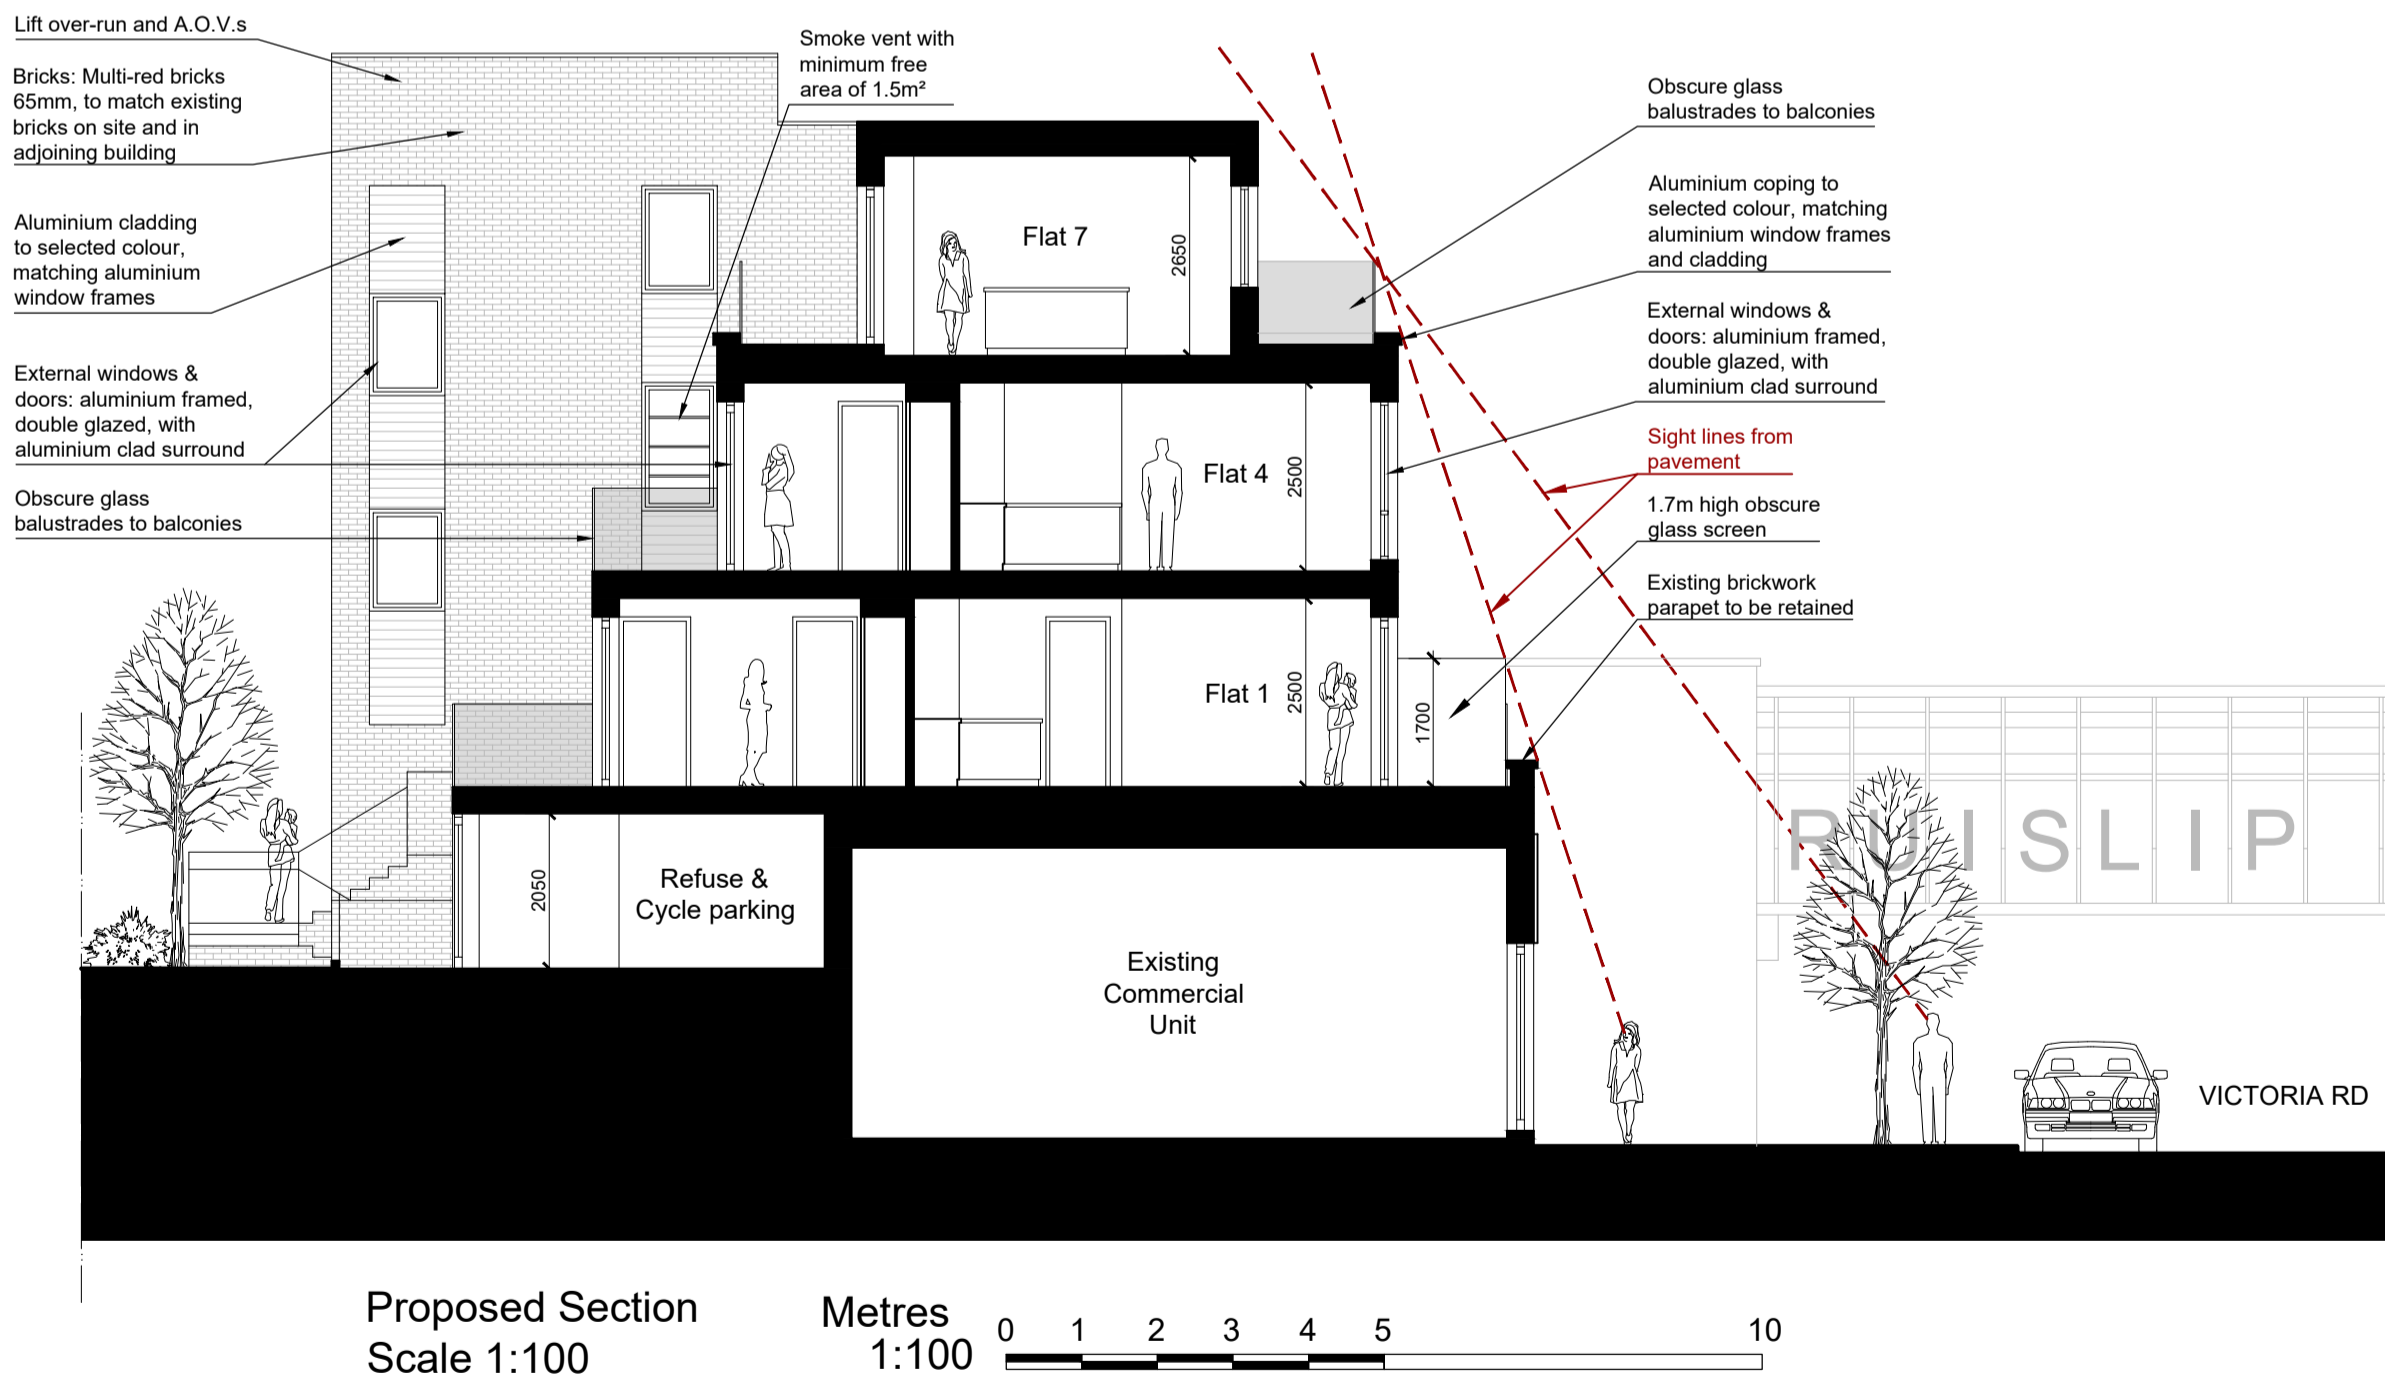 Lift over-run and A.O.V.s
Bricks: Multi-red bricks
65mm, to match existing
bricks on site and in
adjoining building
Aluminium cladding
to selected colour,
matching aluminium
window frames
External windows &
doors: aluminium framed,
double glazed, with
aluminium clad surround
Obscure glass
balustrades to balconies
Smoke vent with
minimum free
area of 1.5m²
Obscure glass
balustrades to balconies
Aluminium coping to
selected colour, matching
aluminium window frames
and cladding
External windows &
doors: aluminium framed,
double glazed, with
aluminium clad surround
Sight lines from
pavement
1.7m high obscure
glass screen
Existing brickwork
parapet to be retained
Flat 7
2650
Flat 4
2500
Flat 1
2500
1700
2050
Refuse &
Cycle parking
Existing
Commercial
Unit
RUISLIP
VICTORIA RD
Proposed Section
Scale 1:100
Metres
1:100
0 1 2 3 4 5 10